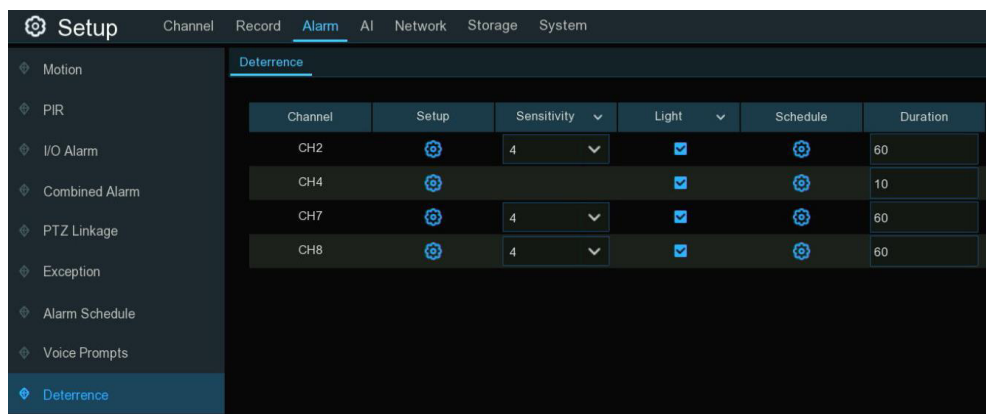 Setup Channel Record Alarm AI Network Storage System
Motion
PIR
I/O Alarm
Combined Alarm
PTZ Linkage
Exception
Alarm Schedule
Voice Prompts
Deterrence
Deterrence
Channel Setup Sensitivity Light Schedule Duration
CH2 4 60
CH4 10
CH7 4 60
CH8 4 60